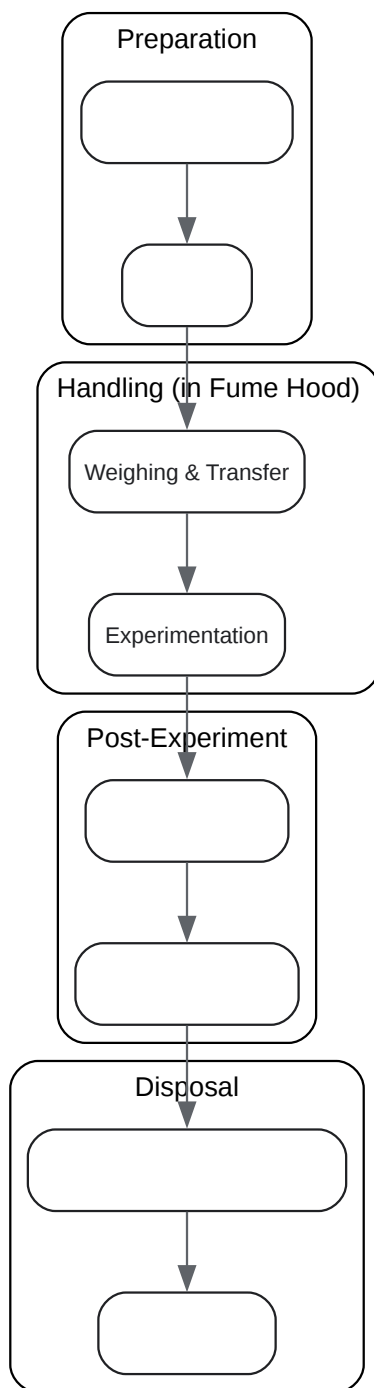 Preparation
Handling (in Fume Hood)
Weighing & Transfer
Experimentation
Post-Experiment
Disposal